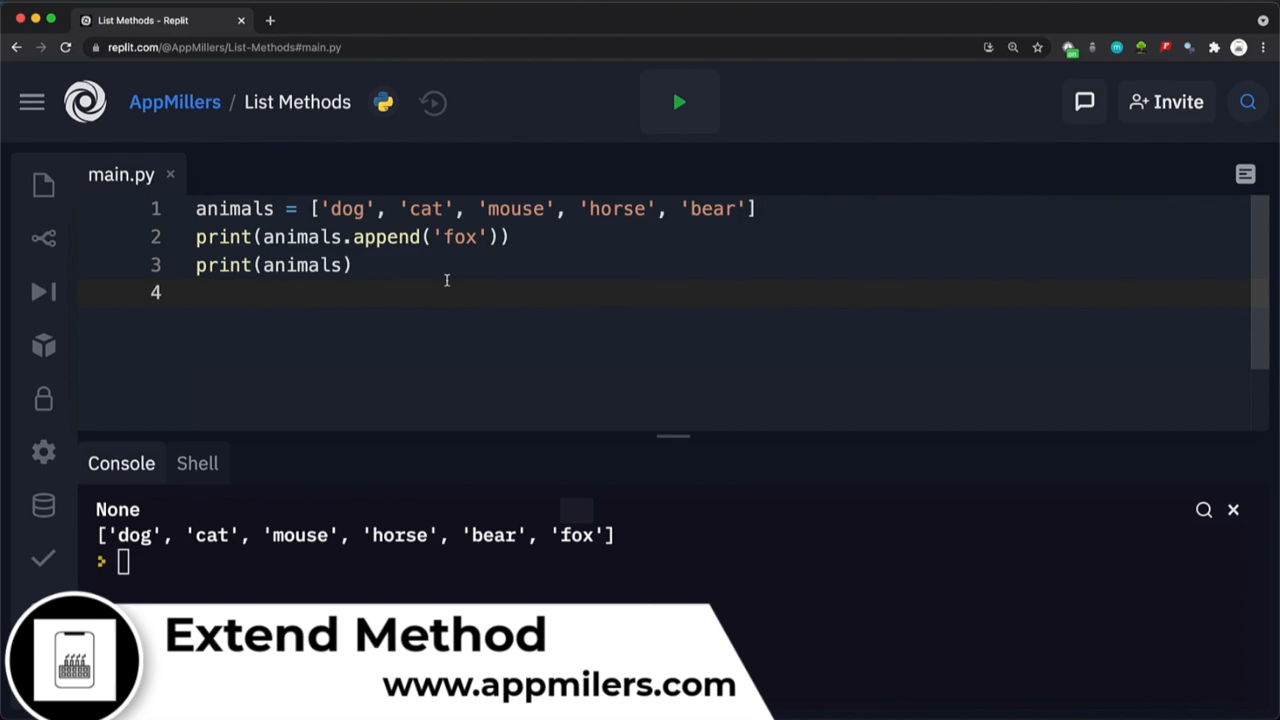 List Methods - Replit
replit.com/@AppMillers/List-Methods#main.py
AppMillers / List Methods
Invite
main.py
1 animals = ['dog', 'cat', 'mouse', 'horse', 'bear']
2 print(animals.append('fox'))
3 print(animals)
4
Console Shell
None
['dog', 'cat', 'mouse', 'horse', 'bear', 'fox']
Extend Method
www.appmilers.com